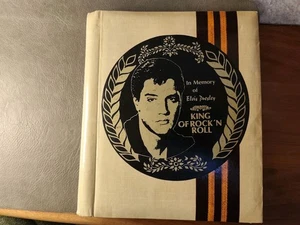 In Memory
of
Elvis Presley
KING
OF ROCK 'N
ROLL